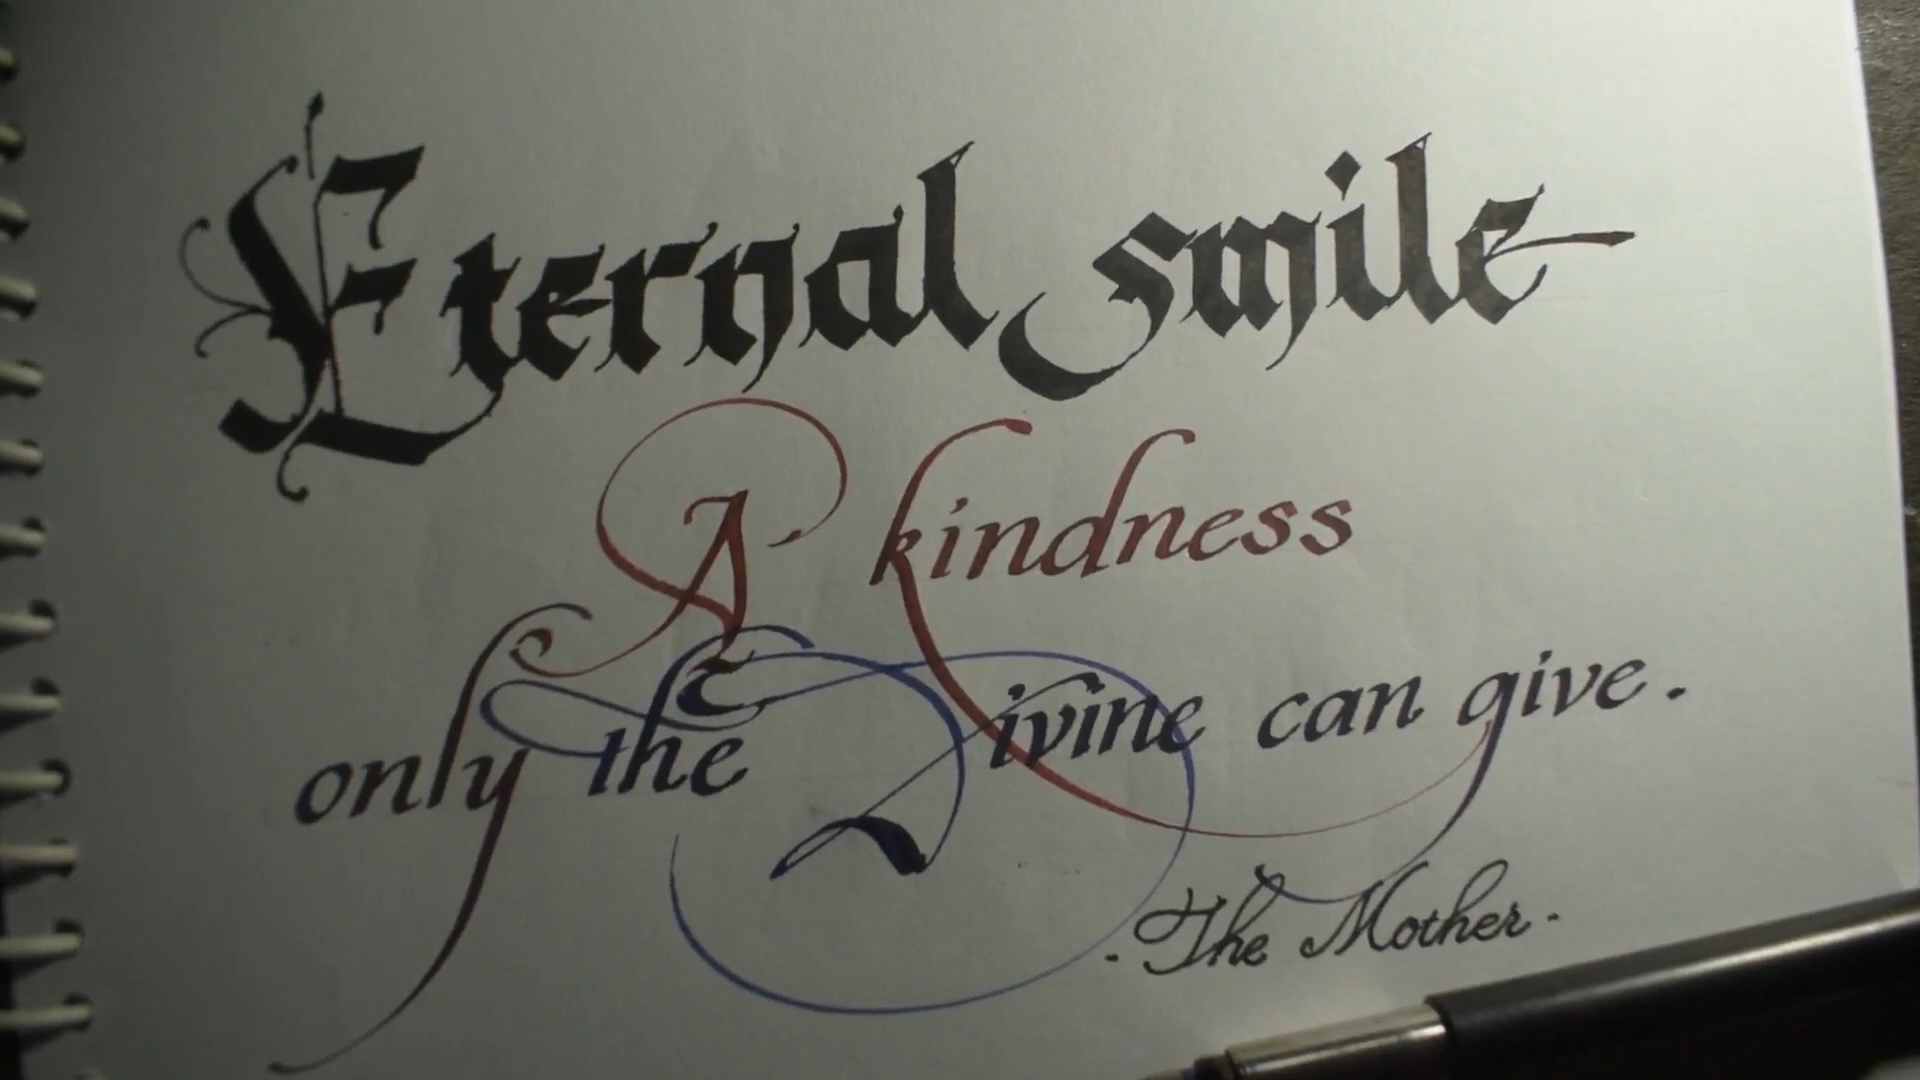 Eternal smile
A kindness
only the Divine can give.
- The Mother -